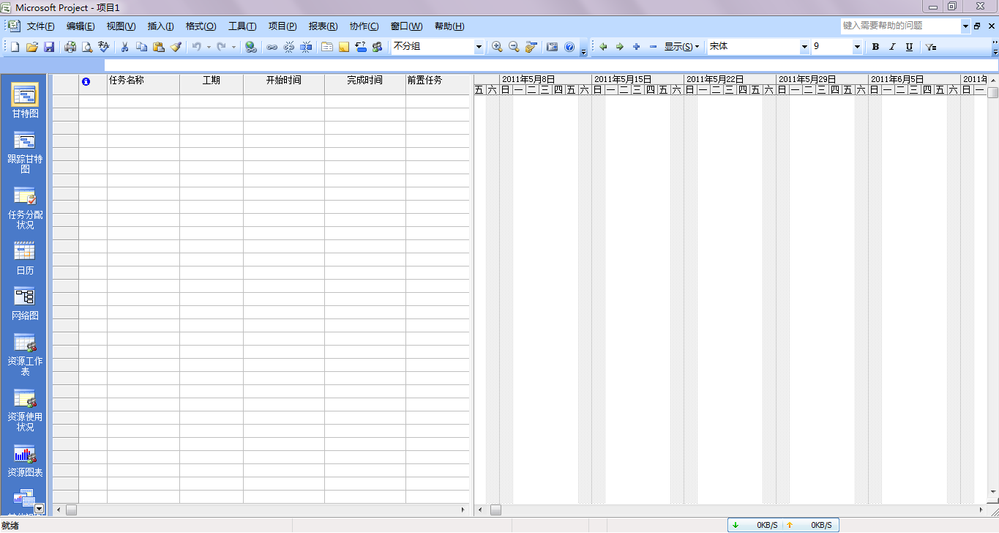 Microsoft Project - 项目1
文件(F) 编辑(E) 视图(V) 插入(I) 格式(O) 工具(T) 项目(P) 报表(R) 协作(C) 窗口(W) 帮助(H) 键入需要帮助的问题
不分组 显示(S) 宋体 9 B I U
任务名称 工期 开始时间 完成时间 前置任务
2011年5月8日 2011年5月15日 2011年5月22日 2011年5月29日 2011年6月5日 2011年
五 六 日 一 二 三 四 五 六 日 一 二 三 四 五 六 日 一 二 三 四 五 六 日 一 二 三 四 五 六 日 一 二 三 四 五 六 日 一
甘特图
跟踪甘特
图
任务分配
状况
日历
网络图
资源工作
表
资源使用
状况
资源图表
就绪 0KB/S 0KB/S